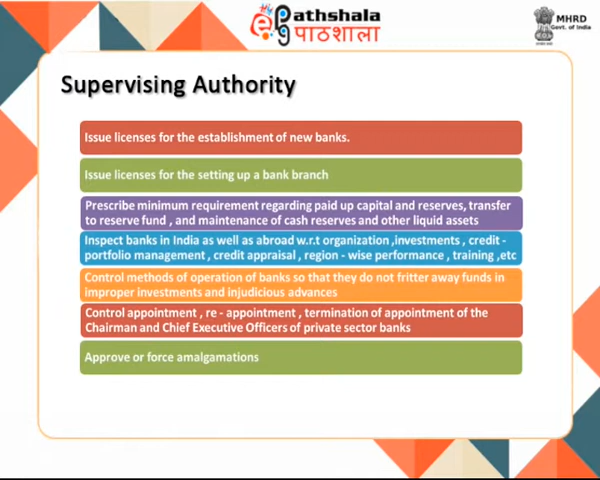 ePathshala
पाठशाला
MHRD
Govt. of India
Supervising Authority
Issue licenses for the establishment of new banks.
Issue licenses for the setting up a bank branch
Prescribe minimum requirement regarding paid up capital and reserves, transfer
to reserve fund , and maintenance of cash reserves and other liquid assets
Inspect banks in India as well as abroad w.r.t organization ,investments , credit -
portfolio management , credit appraisal , region - wise performance , training ,etc
Control methods of operation of banks so that they do not fritter away funds in
improper investments and injudicious advances
Control appointment , re - appointment , termination of appointment of the
Chairman and Chief Executive Officers of private sector banks
Approve or force amalgamations